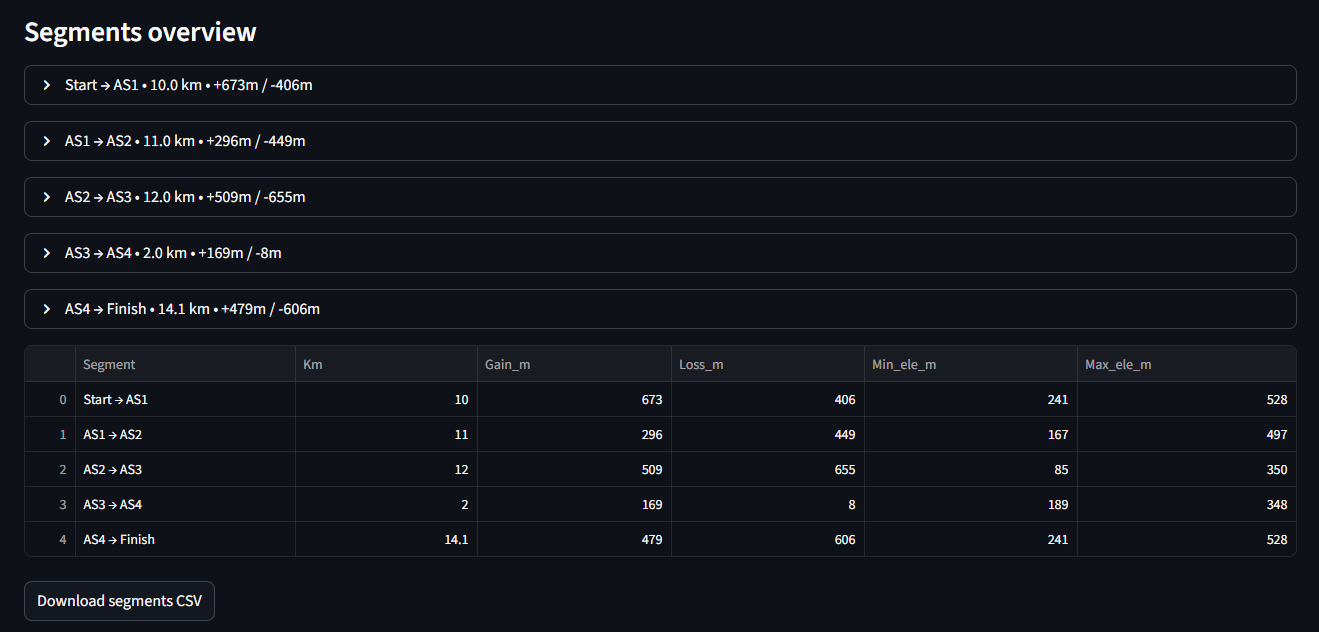 Segments overview
Start → AS1 • 10.0 km • +673m / -406m
AS1 → AS2 • 11.0 km • +296m / -449m
AS2 → AS3 • 12.0 km • +509m / -655m
AS3 → AS4 • 2.0 km • +169m / -8m
AS4 → Finish • 14.1 km • +479m / -606m
Segment Km Gain_m Loss_m Min_ele_m Max_ele_m
0 Start → AS1 10 673 406 241 528
1 AS1 → AS2 11 296 449 167 497
2 AS2 → AS3 12 509 655 85 350
3 AS3 → AS4 2 169 8 189 348
4 AS4 → Finish 14.1 479 606 241 528
Download segments CSV